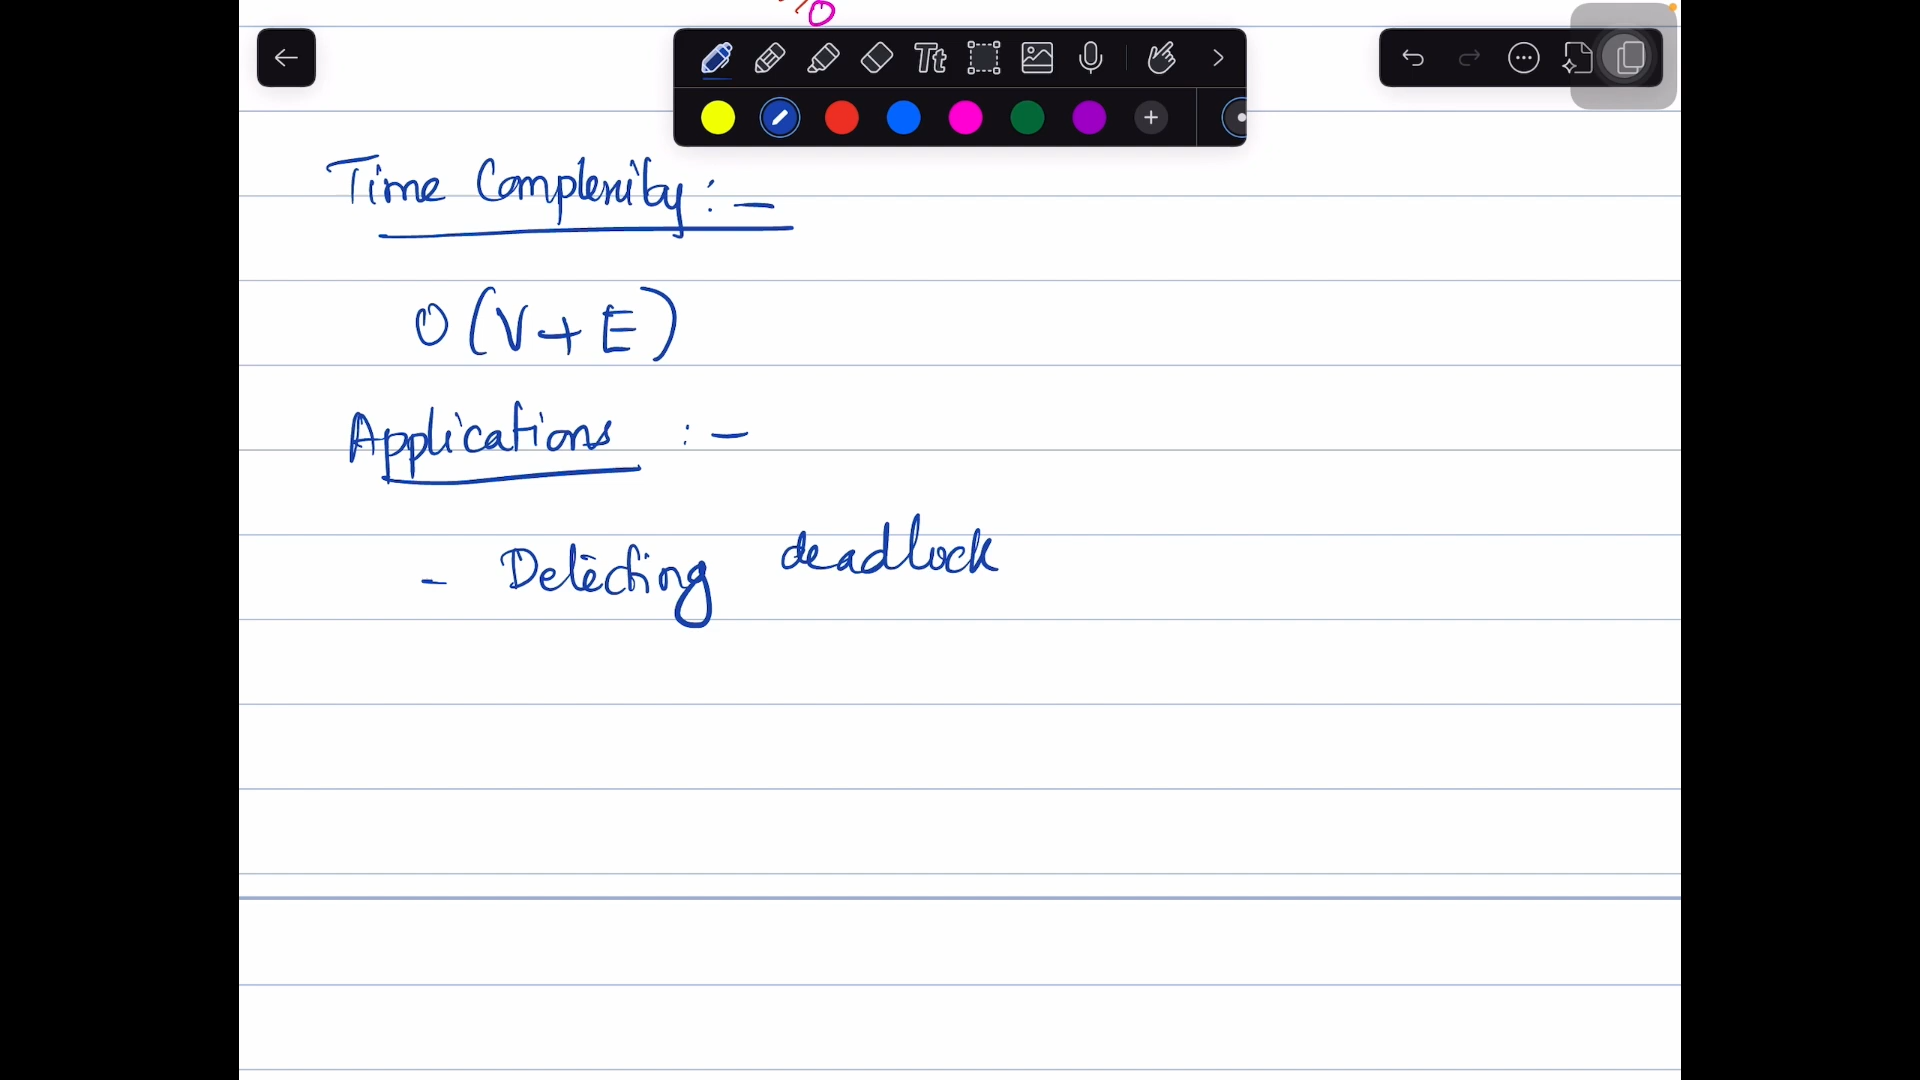 Time Complexity : -
O (V + E)
Applications : -
- Detecting deadlock